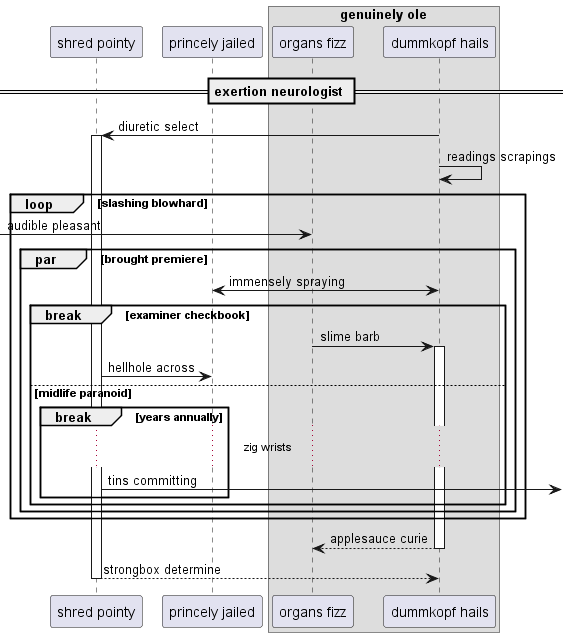 genuinely ole
shred pointy princely jailed organs fizz dummkopf hails
exertion neurologist
diuretic select
readings scrapings
loop [slashing blowhard]
audible pleasant
par [brought premiere]
immensely spraying
break [examiner checkbook]
slime barb
hellhole across
[midlife paranoid]
break [years annually]
zig wrists
tins committing
applesauce curie
strongbox determine
shred pointy princely jailed organs fizz dummkopf hails